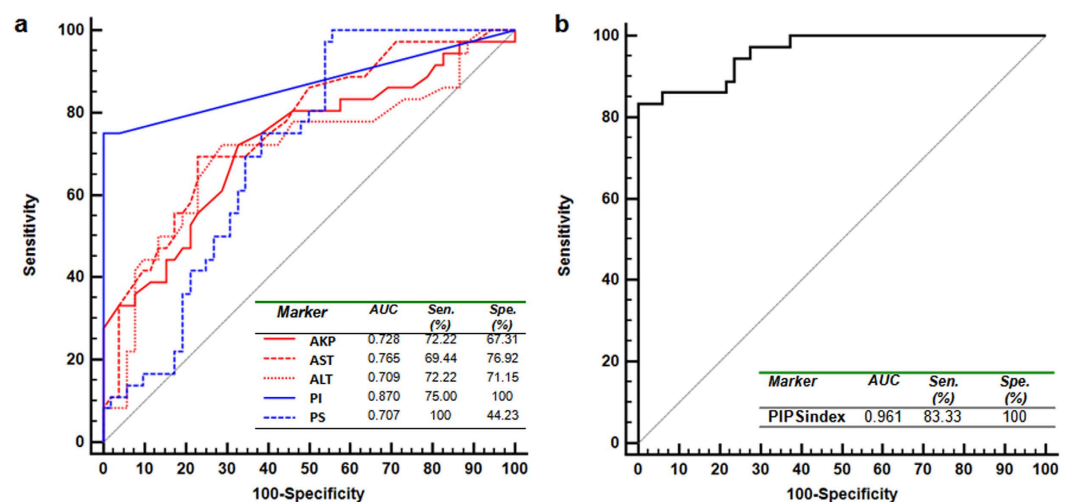 a
100
80
60
40
20
0
Sensitivity
0 10 20 30 40 50 60 70 80 90 100
100-Specificity
Marker AUC Sen. (%) Spe. (%)
AKP 0.728 72.22 67.31
AST 0.765 69.44 76.92
ALT 0.709 72.22 71.15
PI 0.870 75.00 100
PS 0.707 100 44.23
b
100
80
60
40
20
0
Sensitivity
0 10 20 30 40 50 60 70 80 90 100
100-Specificity
Marker AUC Sen. (%) Spe. (%)
PIPSindex 0.961 83.33 100